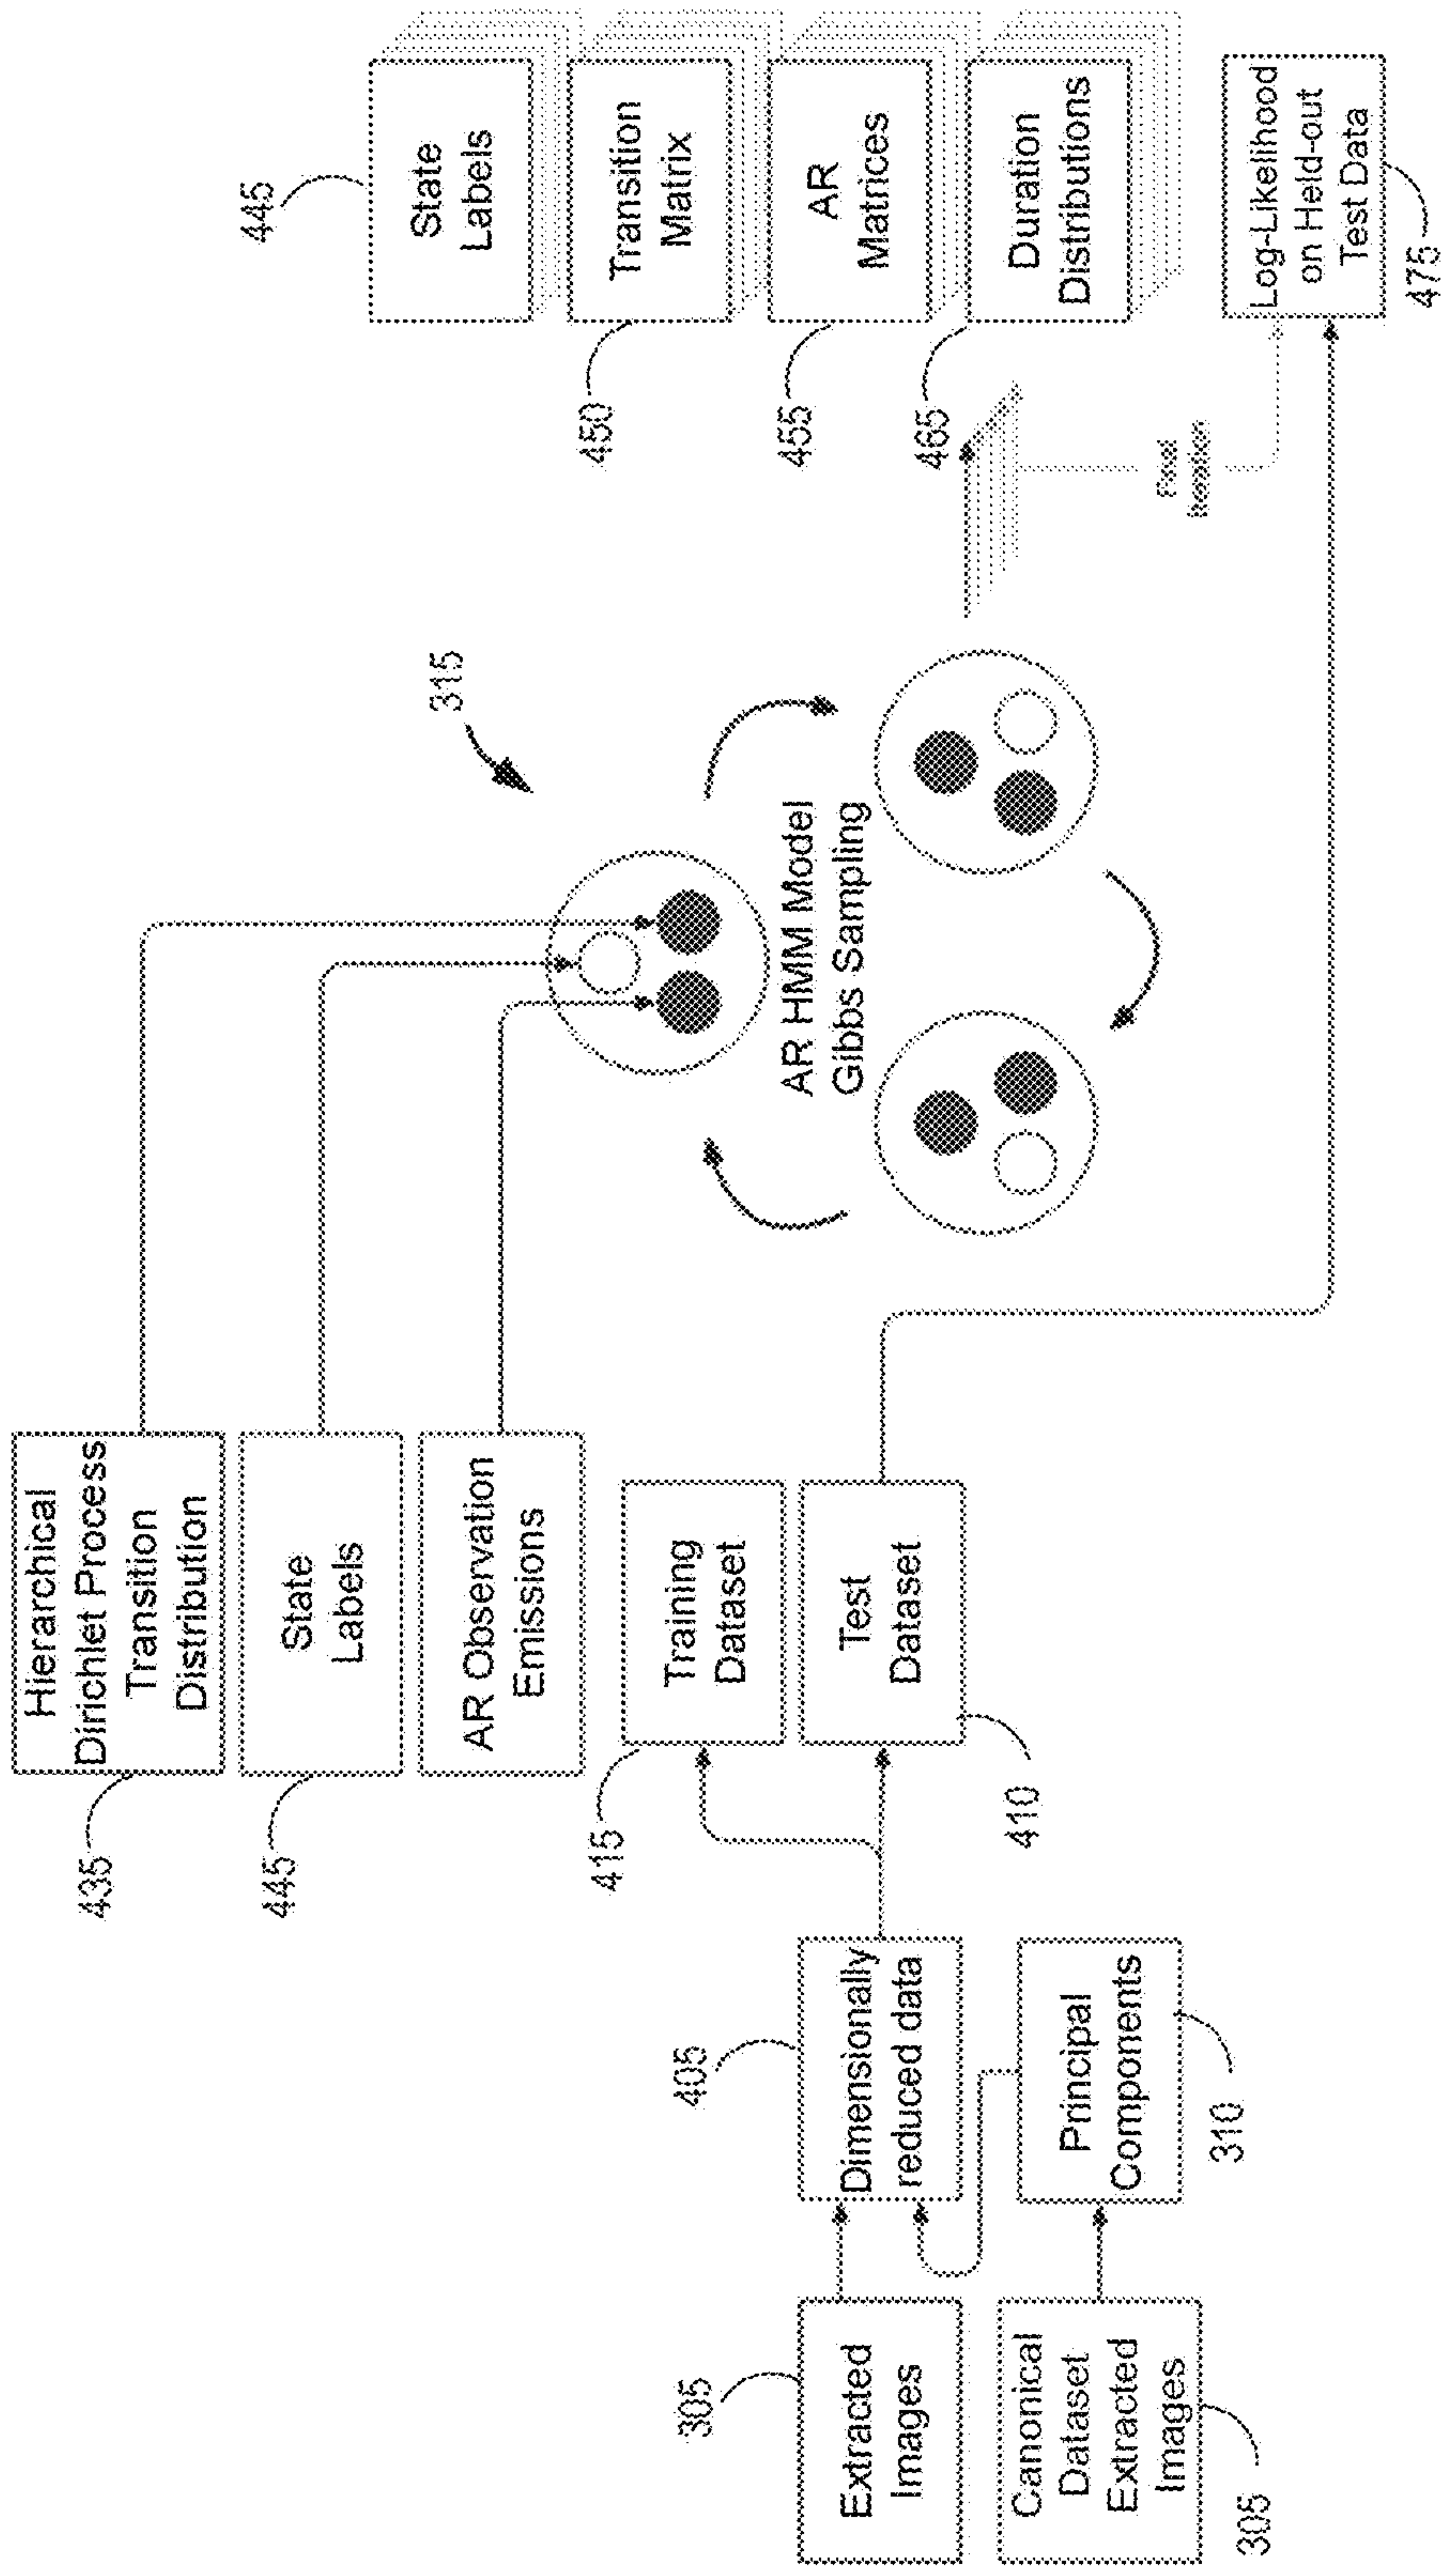 435
Hierarchical
Dirichlet Process
Transition
Distribution
445
State
Labels
AR Observation
Emissions
415
Training
Dataset
Test
Dataset
410
305
Extracted
Images
405
Dimensionally
reduced data
Canonical
Dataset
Extracted
Images
305
Principal
Components
310
315
AR HMM Model
Gibbs Sampling
445
State
Labels
450
Transition
Matrix
455
AR
Matrices
465
Duration
Distributions
Final
Iteration
Log-Likelihood
on Held-out
Test Data
475